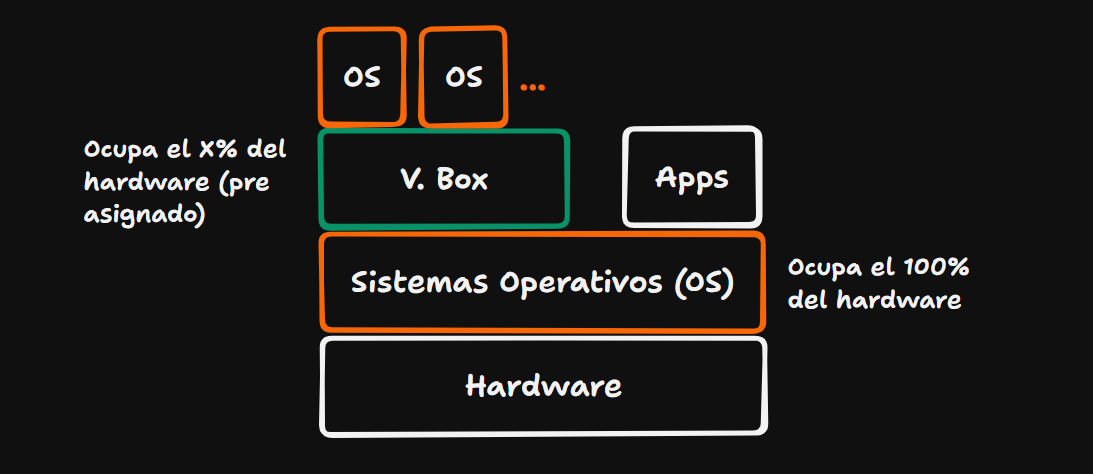 OS
OS
...
Ocupa el X% del
hardware (pre
asignado)
V. Box
Apps
Sistemas Operativos (OS)
Ocupa el 100%
del hardware
Hardware